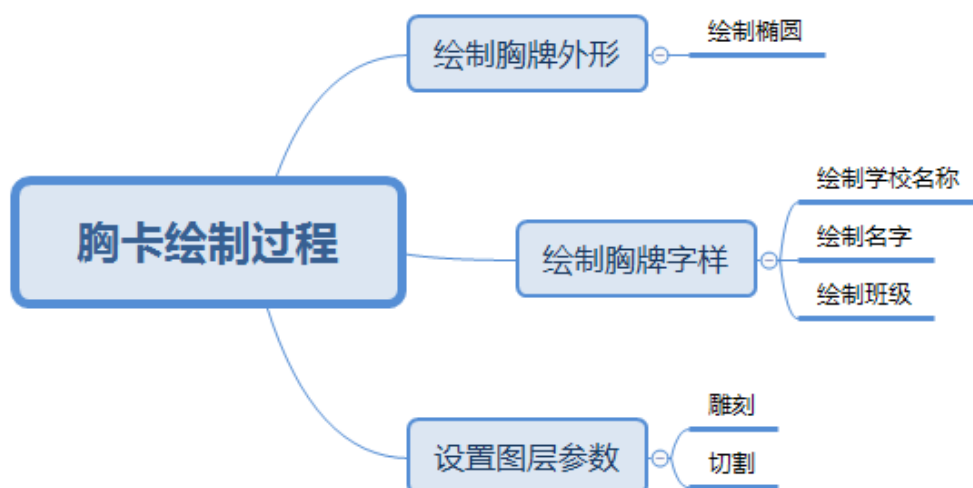 胸卡绘制过程
绘制胸牌外形
绘制椭圆
绘制胸牌字样
绘制学校名称
绘制名字
绘制班级
设置图层参数
雕刻
切割